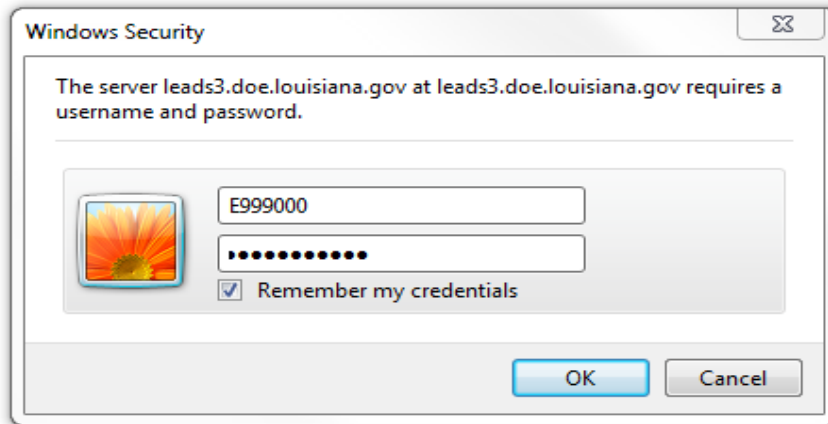 Windows Security
The server leads3.doe.louisiana.gov at leads3.doe.louisiana.gov requires a
username and password.
E999000
•••••••••••
Remember my credentials
OK
Cancel